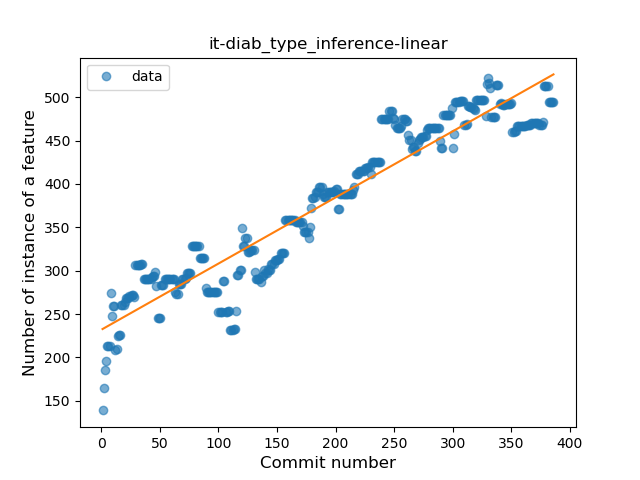 it-diab_type_inference-linear
data
Number of instance of a feature
500
450
400
350
300
250
200
150
0 50 100 150 200 250 300 350 400
Commit number